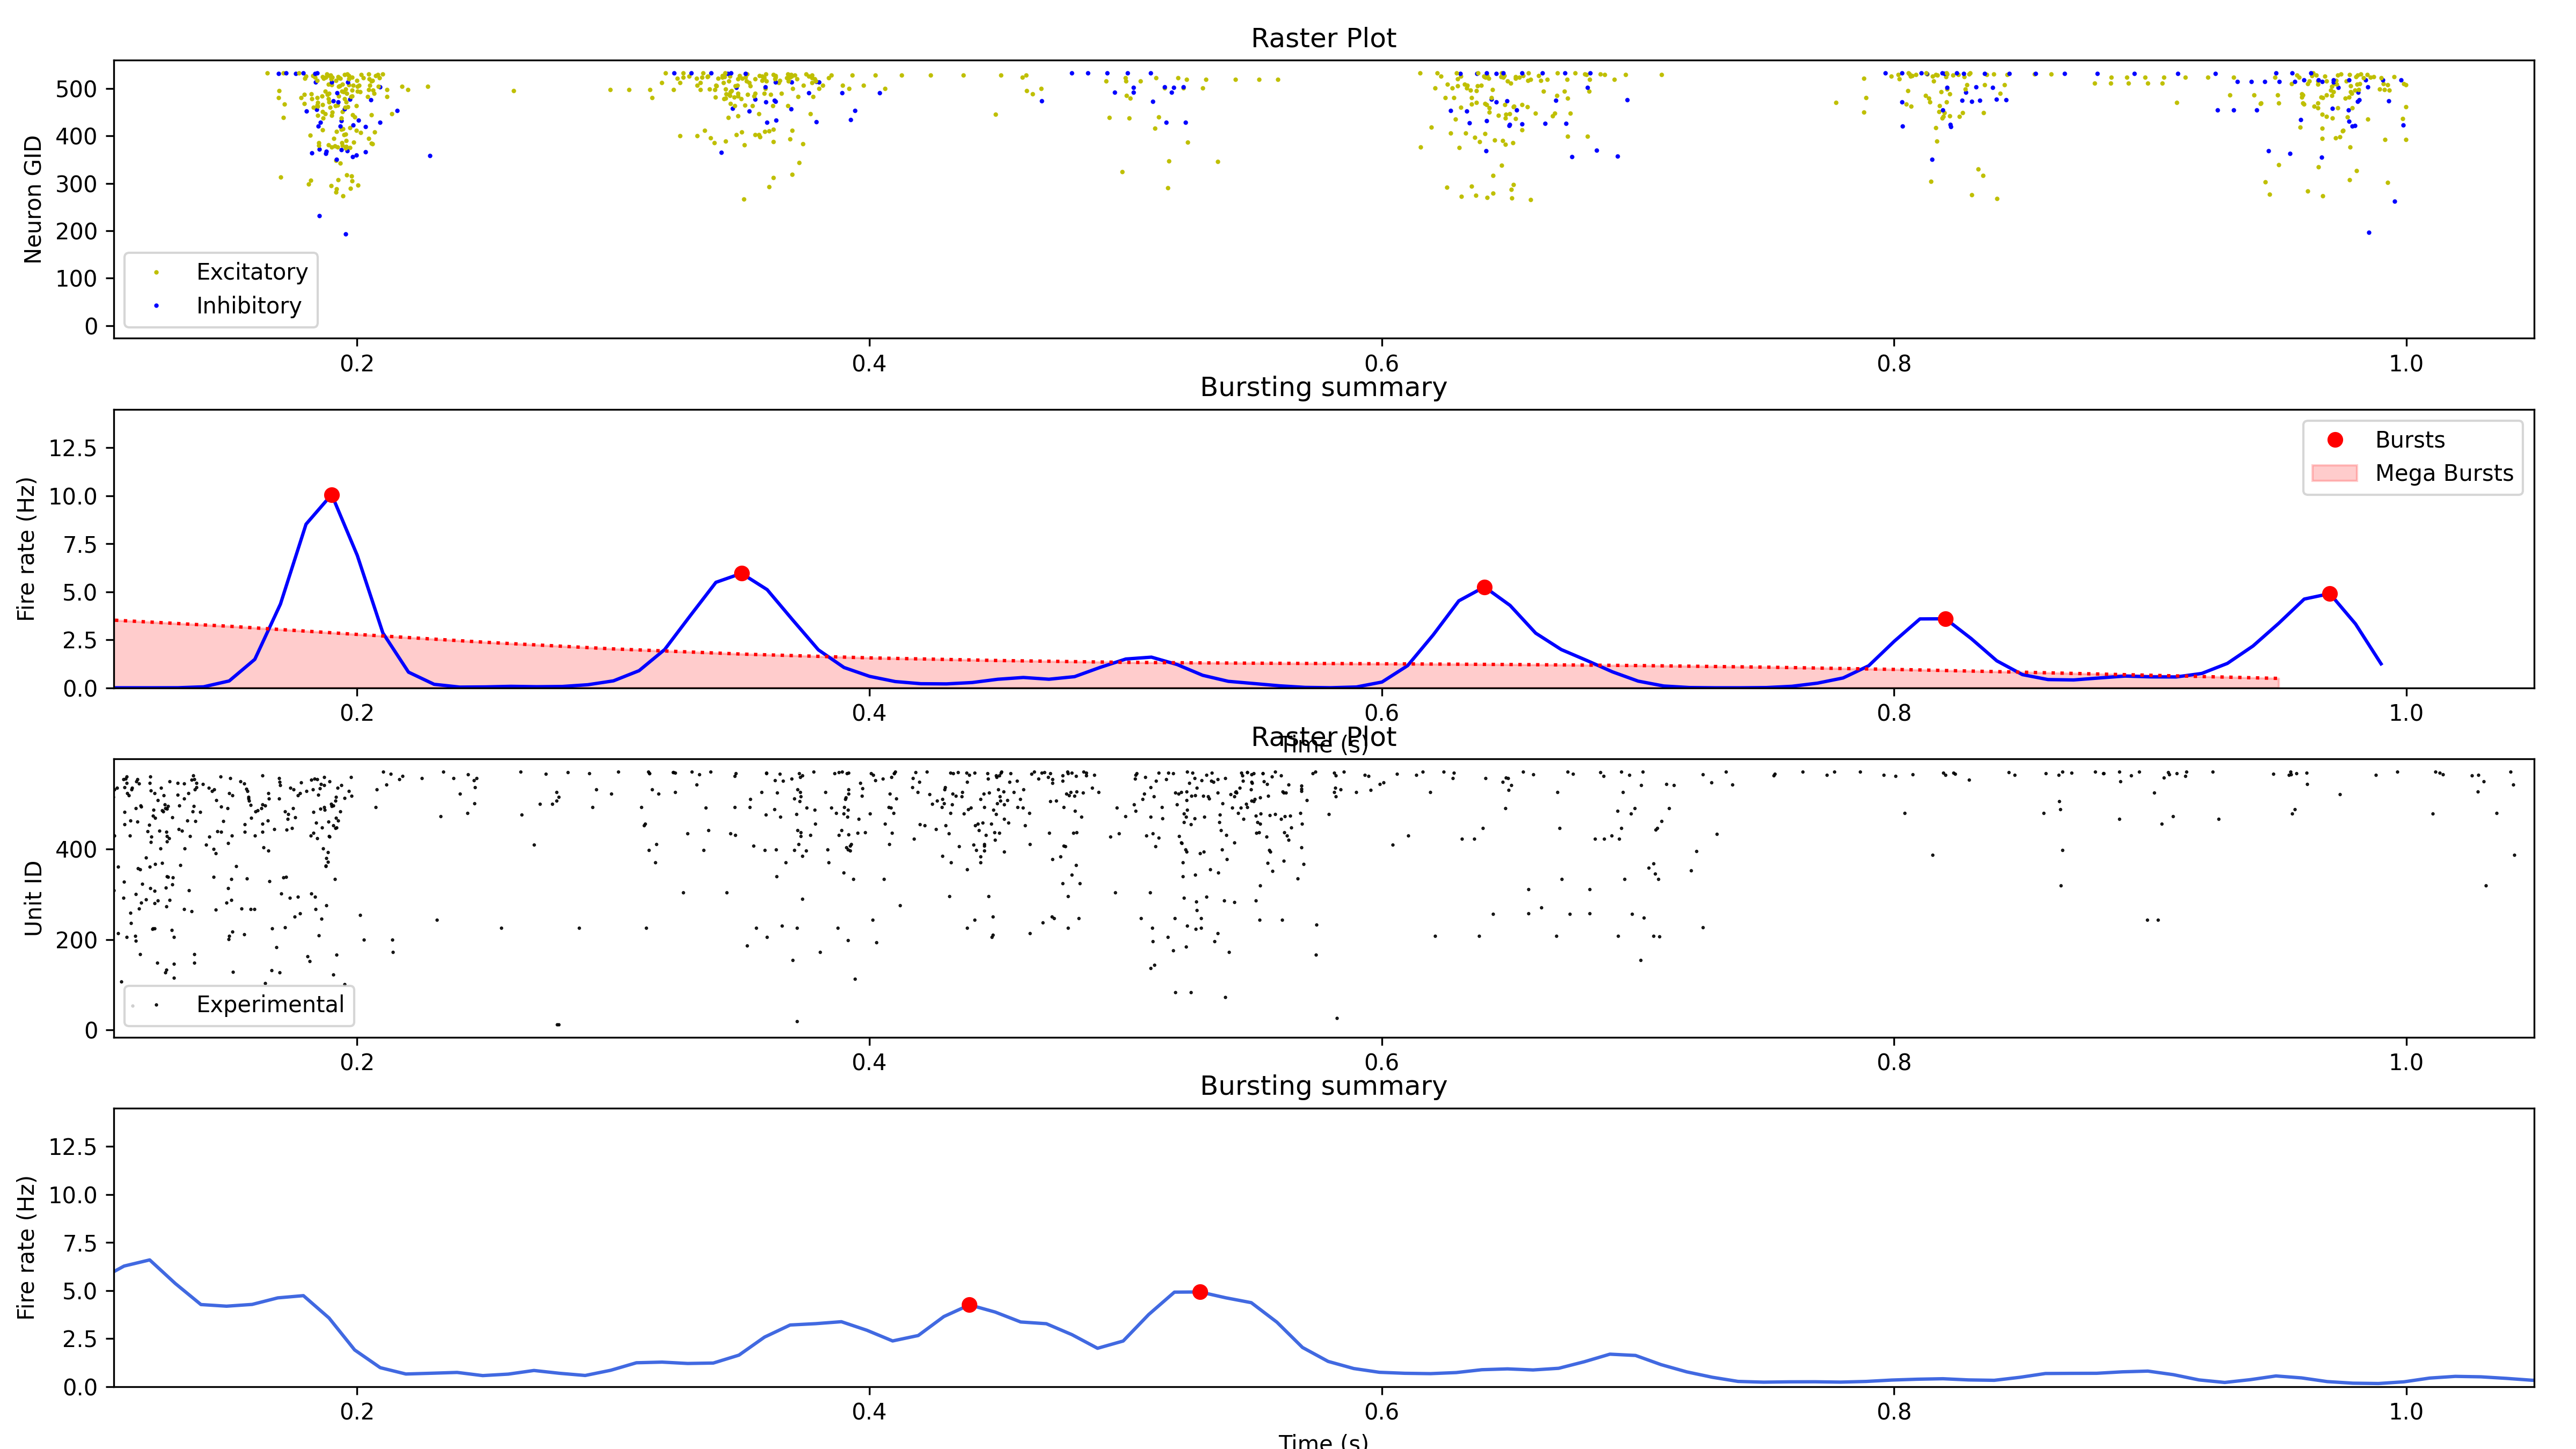 Raster Plot
Neuron GID
500
400
300
200
100
0
Excitatory
Inhibitory
0.2 0.4 0.6 0.8 1.0
Bursting summary
Fire rate (Hz)
12.5
10.0
7.5
5.0
2.5
0.0
Bursts
Mega Bursts
0.2 0.4 0.6 0.8 1.0
Time (s)
Raster Plot
Unit ID
400
200
0
Experimental
0.2 0.4 0.6 0.8 1.0
Bursting summary
Fire rate (Hz)
12.5
10.0
7.5
5.0
2.5
0.0
0.2 0.4 0.6 0.8 1.0
Time (s)